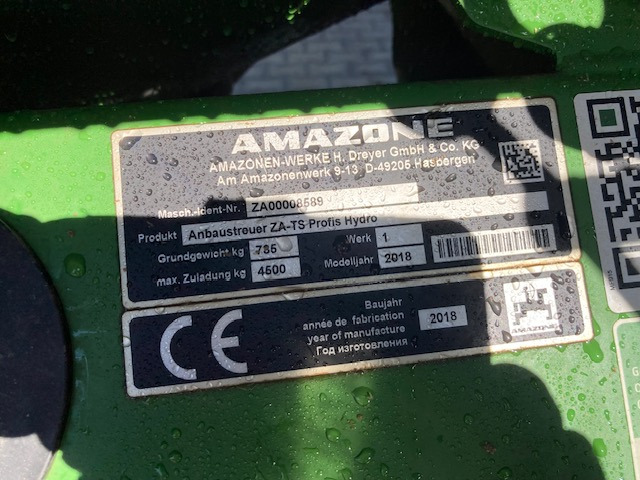 AMAZONE
AMAZONEN-WERKE H. Dreyer GmbH & Co. KG
Am Amazonenwerk 9-13, D-49205 Hasbergen
Masch.-Ident-Nr. ZA00008589
Produkt Anbaustreuer ZA-TS Profis Hydro
Grundgewicht kg 785 Werk 1
max. Zuladung kg 4500 Modelljahr 2018
CE
Baujahr
année de fabrication
year of manufacture
Год изготовления
2018
AMAZONE